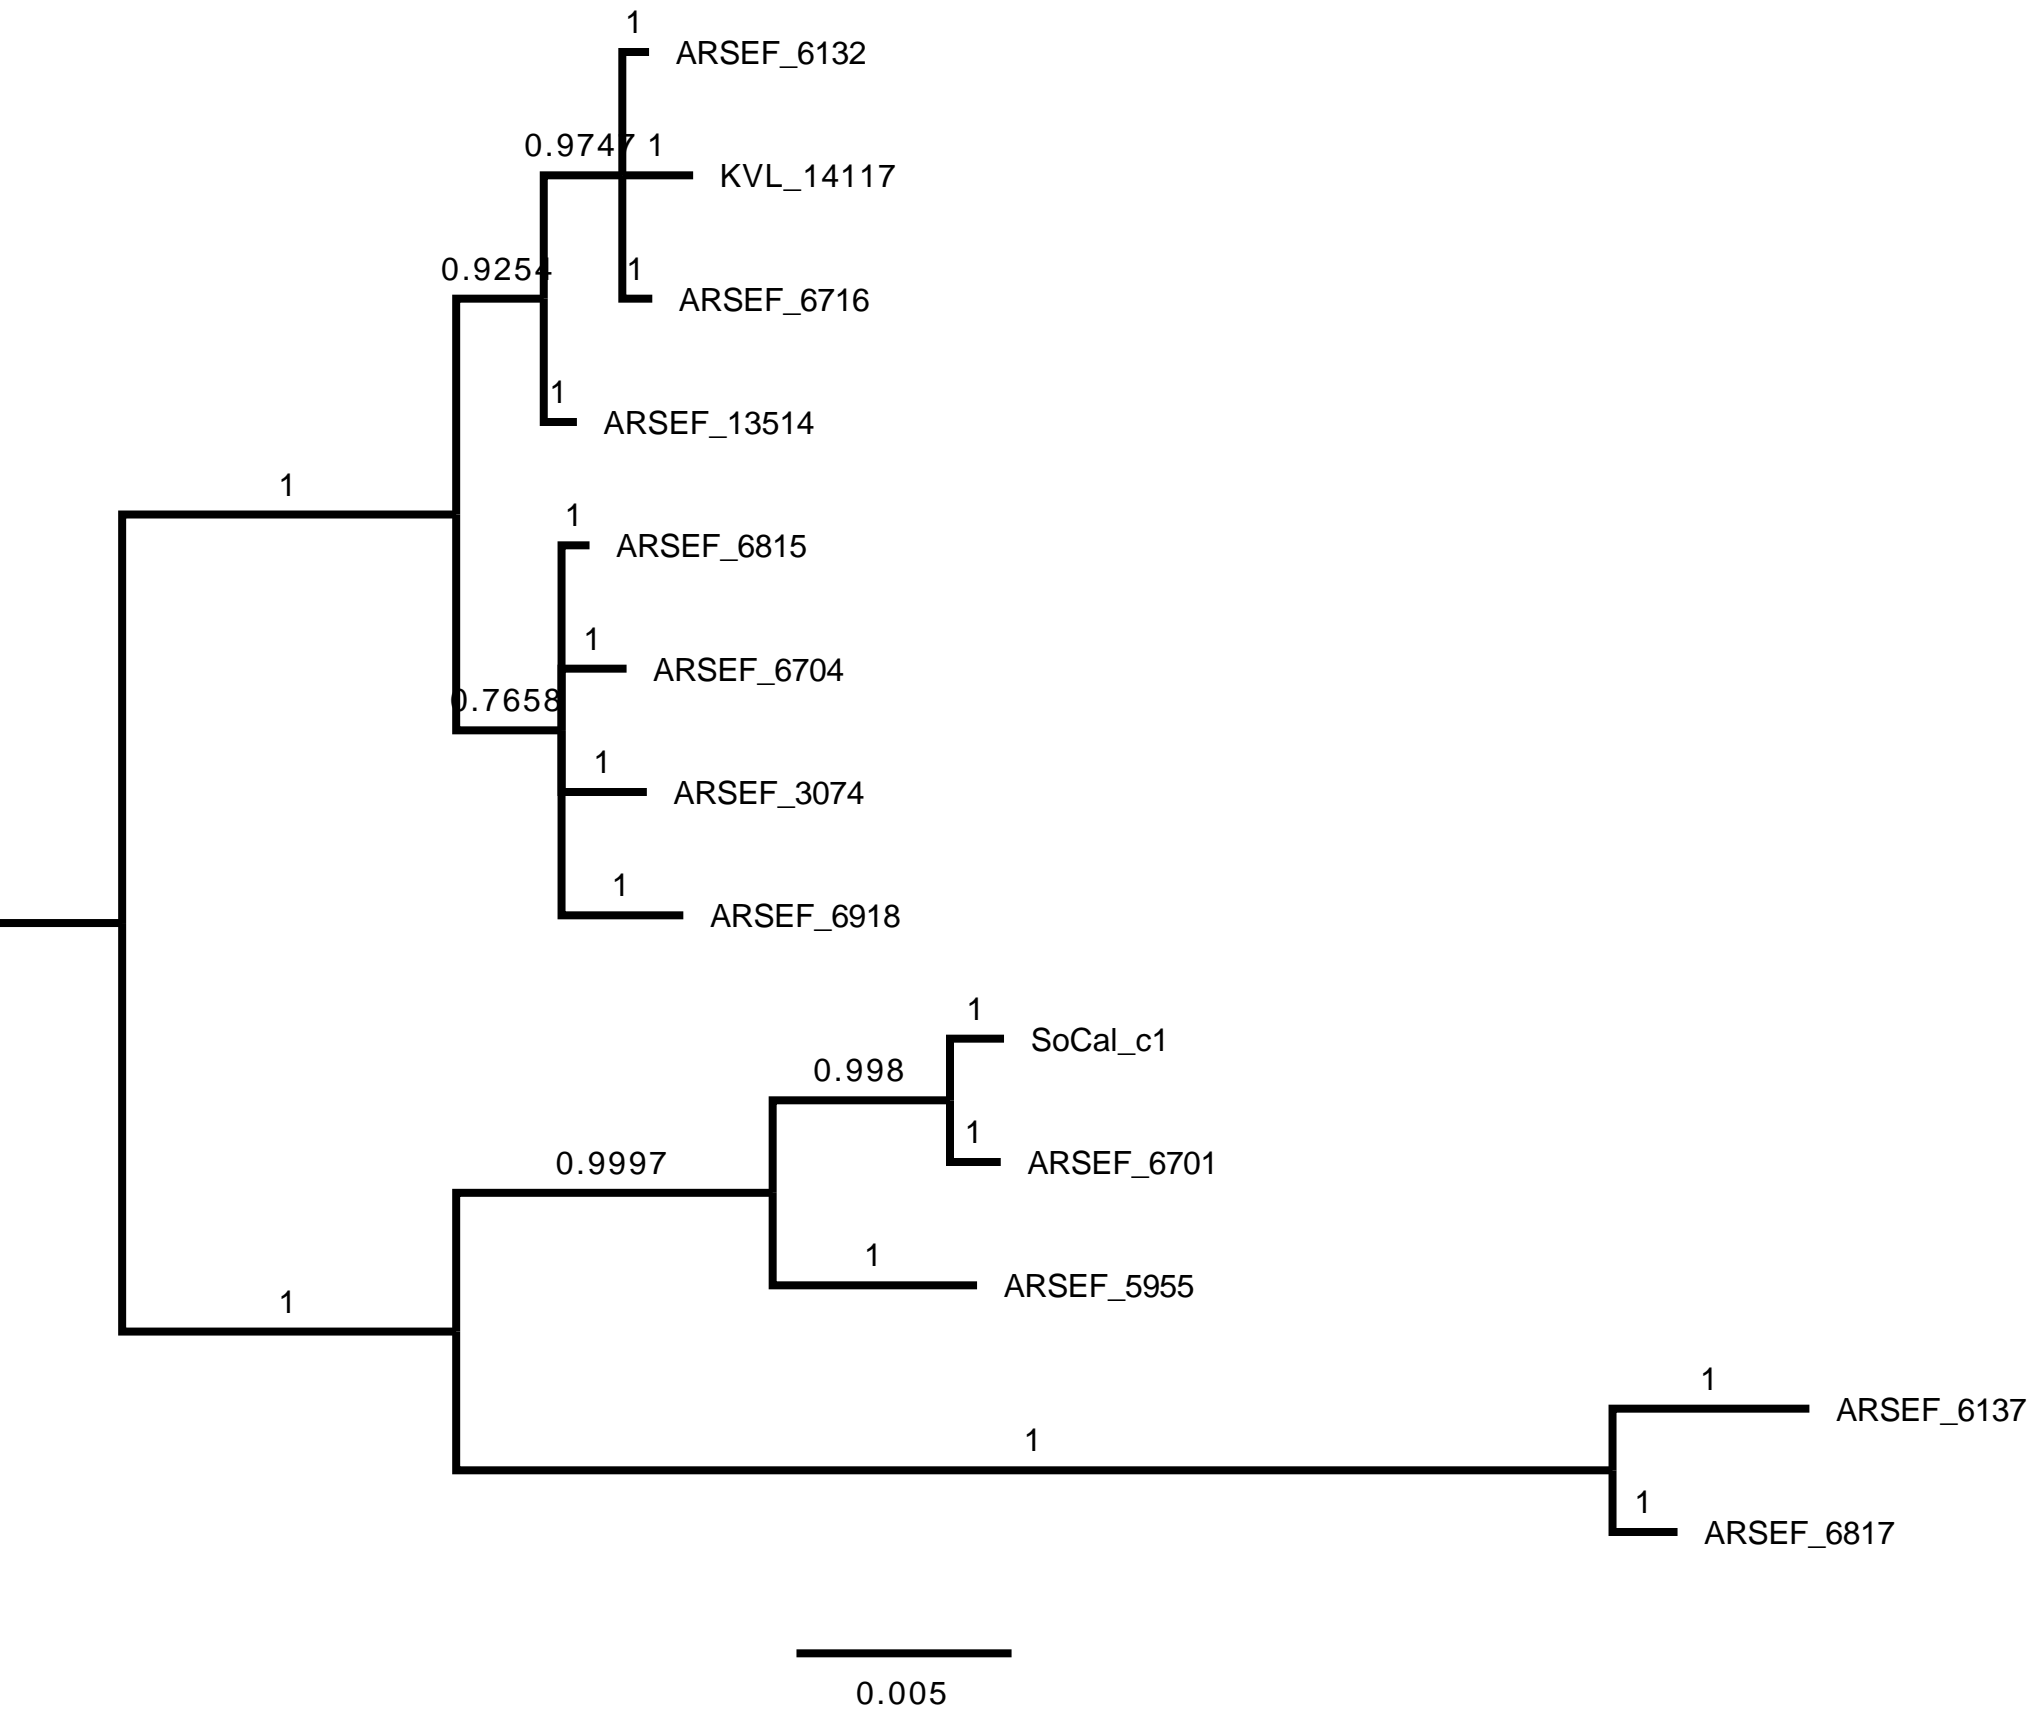 1
ARSEF_6132
0.9747 1
KVL_14117
0.9254
1
ARSEF_6716
1
ARSEF_13514
1
1
ARSEF_6815
1
ARSEF_6704
0.7658
1
ARSEF_3074
1
ARSEF_6918
1
SoCal_c1
0.998
1
ARSEF_6701
0.9997
1
ARSEF_5955
1
1
ARSEF_6137
1
1
ARSEF_6817
0.005